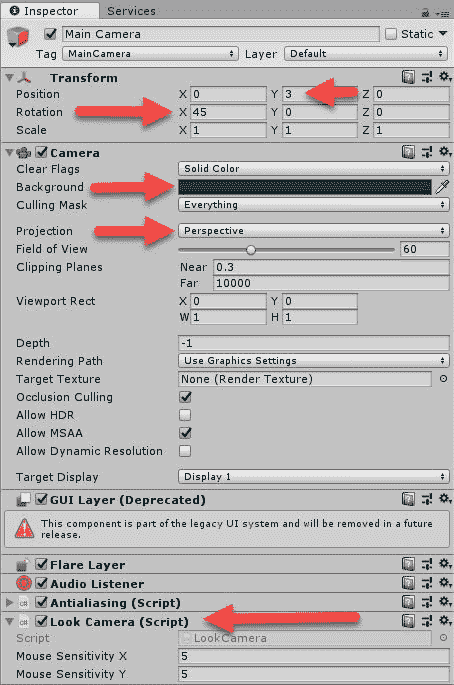 Inspector Services
Main Camera Static
Tag MainCamera Layer Default
Transform
Position X 0 Y 3 Z 0
Rotation X 45 Y 0 Z 0
Scale X 1 Y 1 Z 1
Camera
Clear Flags Solid Color
Background
Culling Mask Everything
Projection Perspective
Field of View 60
Clipping Planes Near 0.3
Far 10000
Viewport Rect X 0 Y 0
W 1 H 1
Depth -1
Rendering Path Use Graphics Settings
Target Texture None (Render Texture)
Occlusion Culling
Allow HDR
Allow MSAA
Allow Dynamic Resolution
Target Display Display 1
GUI Layer (Deprecated)
This component is part of the legacy UI system and will be removed in a future
release.
Flare Layer
Audio Listener
C# Antialiasing (Script)
C# Look Camera (Script)
Script LookCamera
Mouse Sensitivity X 5
Mouse Sensitivity Y 5